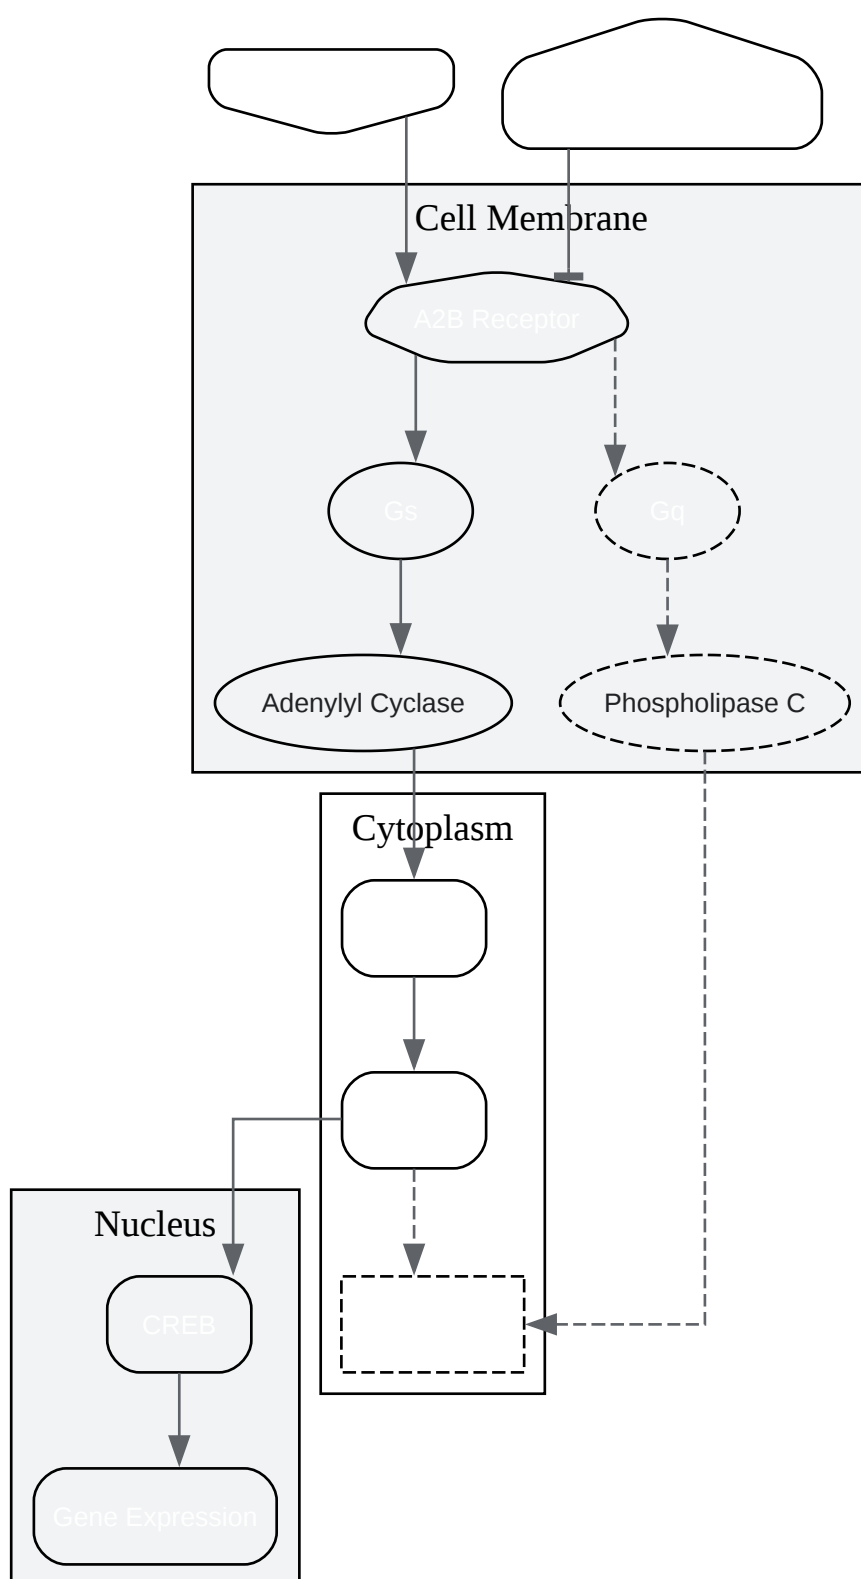 Cell Membrane
A2B Receptor
Gs
Gq
Adenylyl Cyclase
Phospholipase C
Cytoplasm
Nucleus
CREB
Gene Expression